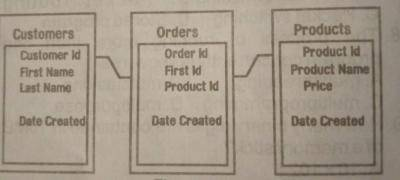 Customers
Customer Id
First Name
Last Name
Date Created
Orders
Order Id
First Id
Product Id
Date Created
Products
Product Id
Product Name
Price
Date Created